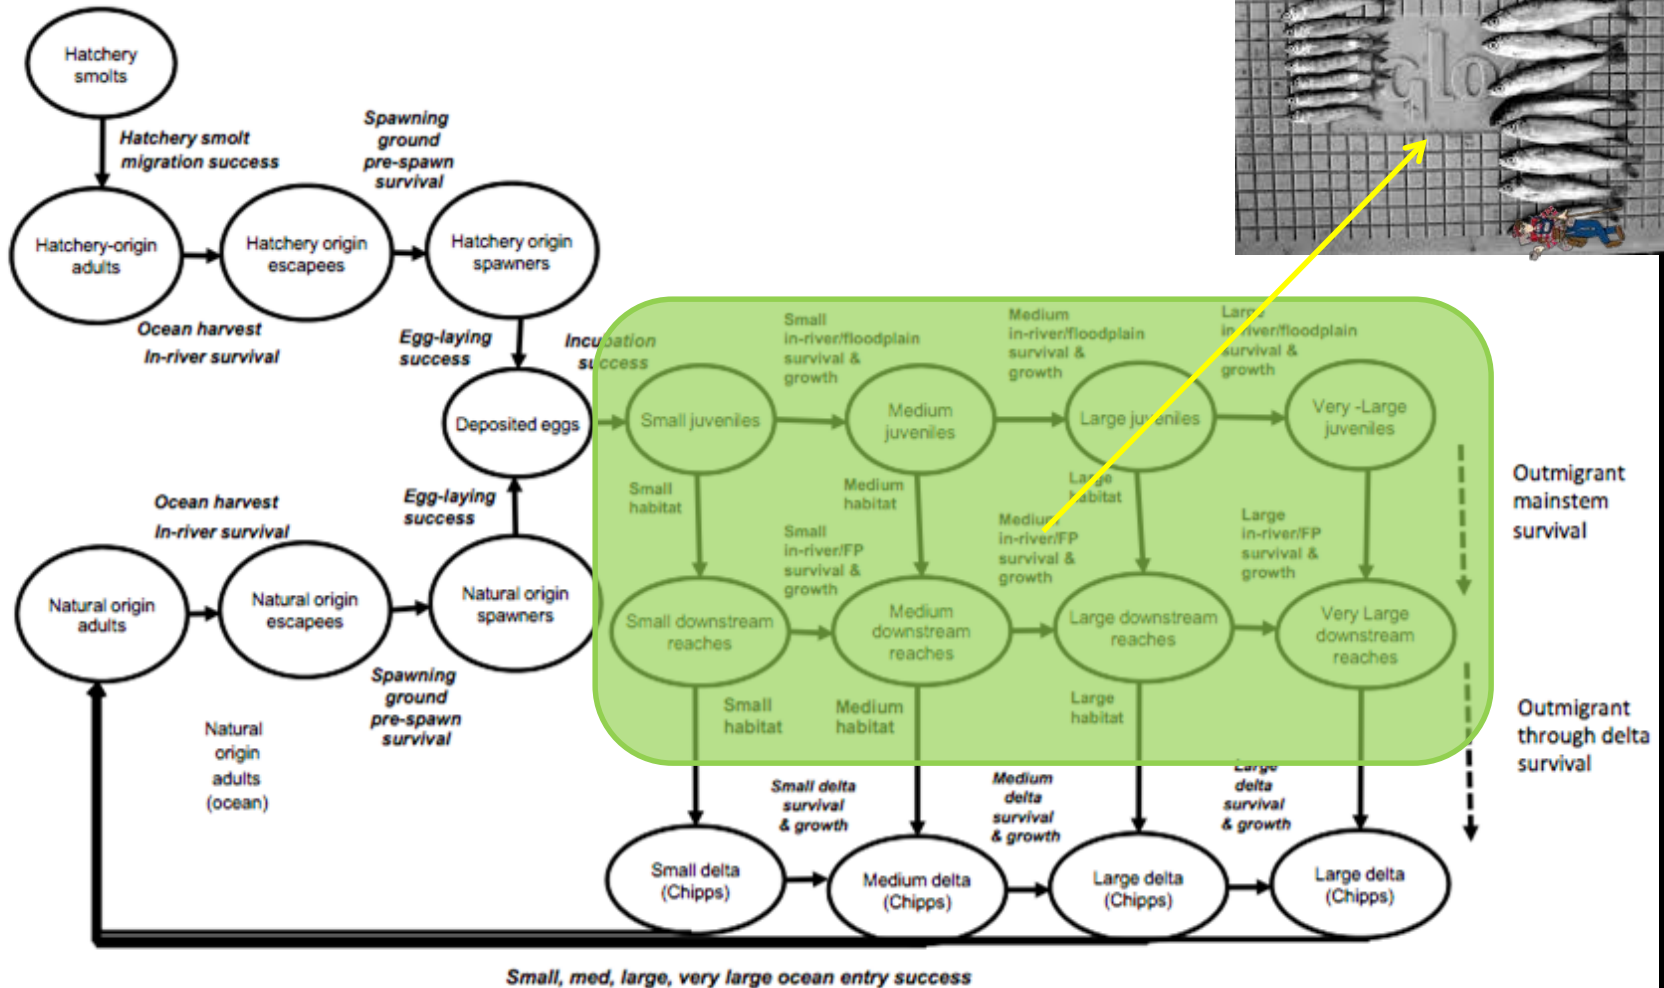 Hatchery
smolts
Hatchery smolt
migration success
Spawning
ground
pre-spawn
survival
Hatchery-origin
adults
Hatchery origin
escapees
Hatchery origin
spawners
Ocean harvest
In-river survival
Egg-laying
success
Incubation
success
Deposited eggs
Small
in-river/floodplain
survival &
growth
Medium
in-river/floodplain
survival &
growth
Large
in-river/floodplain
survival &
growth
Small juveniles
Medium
juveniles
Large juveniles
Very -Large
juveniles
Small
habitat
Medium
habitat
Large
habitat
Outmigrant
mainstem
survival
Ocean harvest
In-river survival
Egg-laying
success
Natural origin
adults
Natural origin
escapees
Natural origin
spawners
Spawning
ground
pre-spawn
survival
Small
in-river/FP
survival &
growth
Medium
in-river/FP
survival &
growth
Large
in-river/FP
survival &
growth
Small downstream
reaches
Medium
downstream
reaches
Large downstream
reaches
Very Large
downstream
reaches
Small
habitat
Medium
habitat
Large
habitat
Outmigrant
through delta
survival
Natural
origin
adults
(ocean)
Small delta
survival
& growth
Medium
delta
survival
& growth
Large
delta
survival
& growth
Small delta
(Chipps)
Medium delta
(Chipps)
Large delta
(Chipps)
Large delta
(Chipps)
Small, med, large, very large ocean entry success